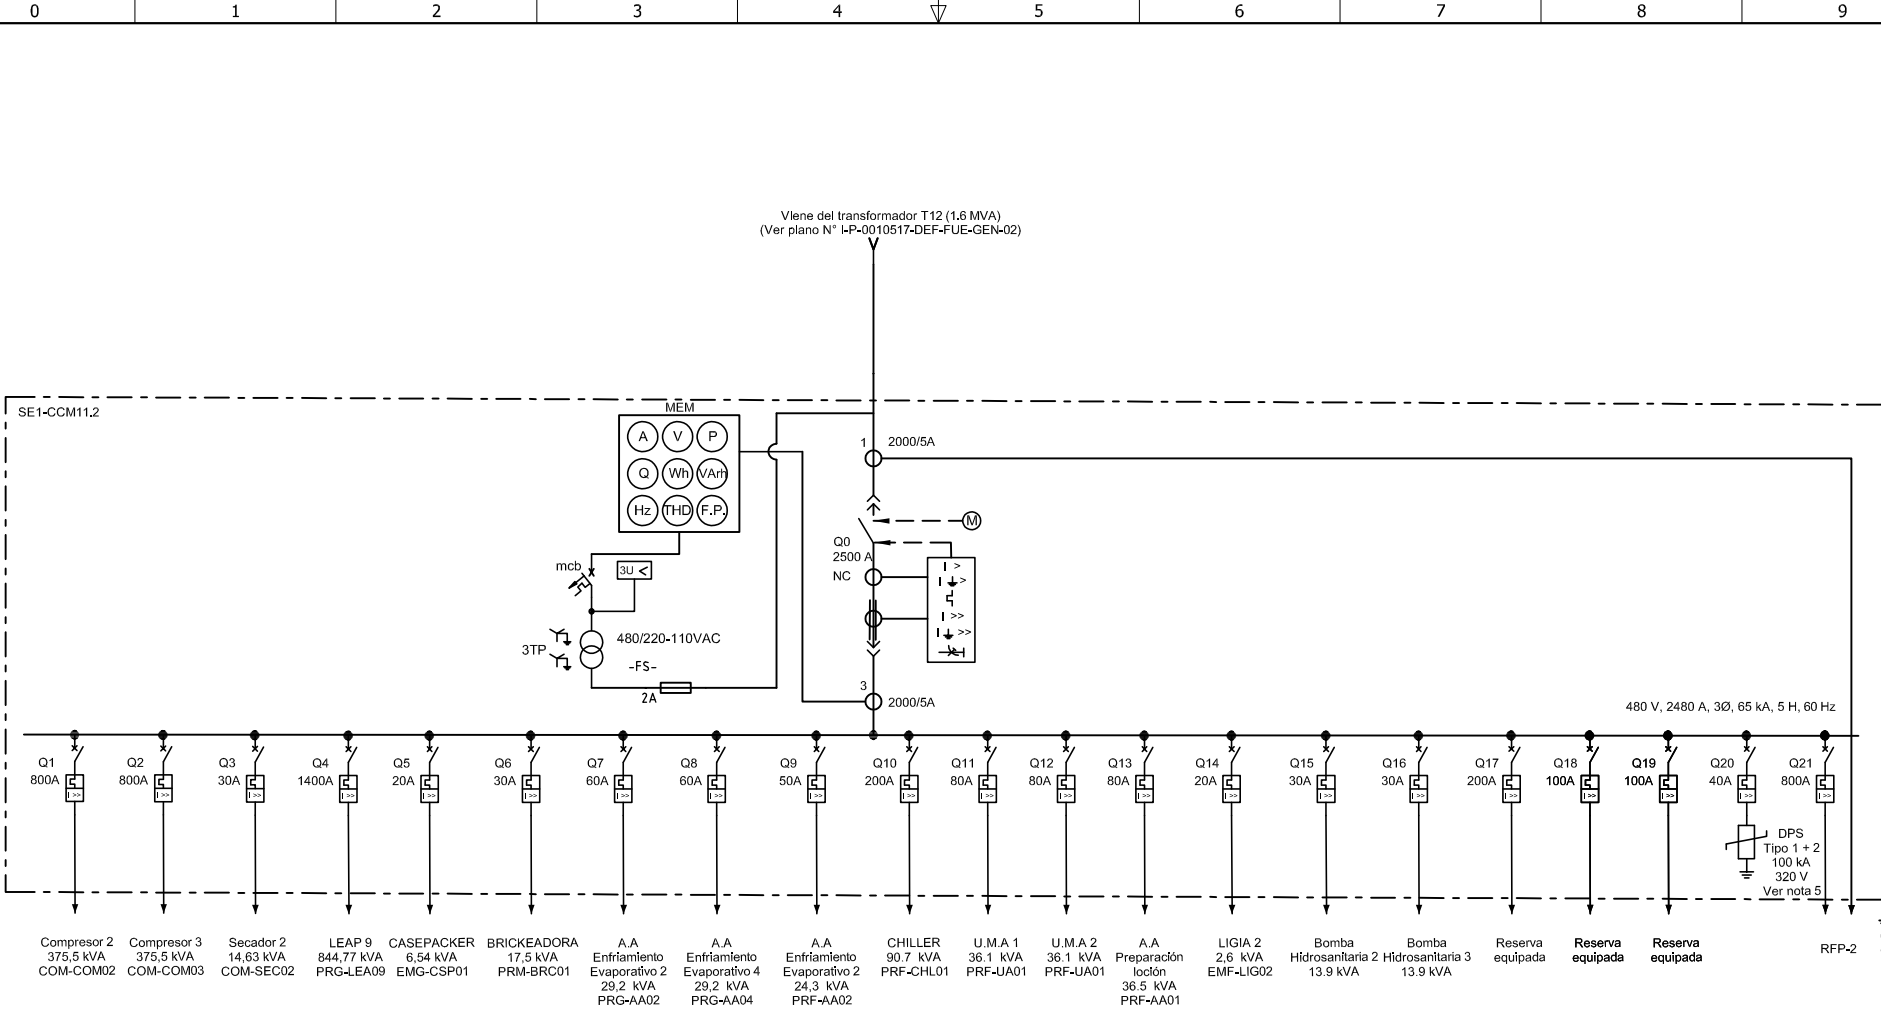 0 1 2 3 4 5 6 7 8 9
Viene del transformador T12 (1.6 MVA)
(Ver plano N° I-P-0010517-DEF-FUE-GEN-02)
SE1-CCM11.2
MEM
A V P
Q Wh VArh
Hz THD F.P.
1
2000/5A
M
Q0
2500 A
NC
I >
I >
I >>
I >>
mcb
3U <
3TP
480/220-110VAC
-FS-
2A
3
2000/5A
480 V, 2480 A, 3Ø, 65 kA, 5 H, 60 Hz
Q1
800A
I >>
Q2
800A
I >>
Q3
30A
I >>
Q4
1400A
I >>
Q5
20A
I >>
Q6
30A
I >>
Q7
60A
I >>
Q8
60A
I >>
Q9
50A
I >>
Q10
200A
I >>
Q11
80A
I >>
Q12
80A
I >>
Q13
80A
I >>
Q14
20A
I >>
Q15
30A
I >>
Q16
30A
I >>
Q17
200A
I >>
Q18
100A
I >>
Q19
100A
I >>
Q20
40A
I >>
Q21
800A
I >>
DPS
Tipo 1 + 2
100 kA
320 V
Ver nota 5
Compresor 2
375,5 kVA
COM-COM02
Compresor 3
375,5 kVA
COM-COM03
Secador 2
14,63 kVA
COM-SEC02
LEAP 9
844,77 kVA
PRG-LEA09
CASEPACKER
6,54 kVA
EMG-CSP01
BRICKEADORA
17,5 kVA
PRM-BRC01
A.A
Enfriamiento
Evaporativo 2
29,2 kVA
PRG-AA02
A.A
Enfriamiento
Evaporativo 4
29,2 kVA
PRG-AA04
A.A
Enfriamiento
Evaporativo 2
24,3 kVA
PRF-AA02
CHILLER
90.7 kVA
PRF-CHL01
U.M.A 1
36.1 kVA
PRF-UA01
U.M.A 2
36.1 kVA
PRF-UA01
A.A
Preparación
loción
36.5 kVA
PRF-AA01
LIGIA 2
2,6 kVA
EMF-LIG02
Bomba
Hidrosanitaria 2
13.9 kVA
Bomba
Hidrosanitaria 3
13.9 kVA
Reserva
equipada
Reserva
equipada
Reserva
equipada
RFP-2